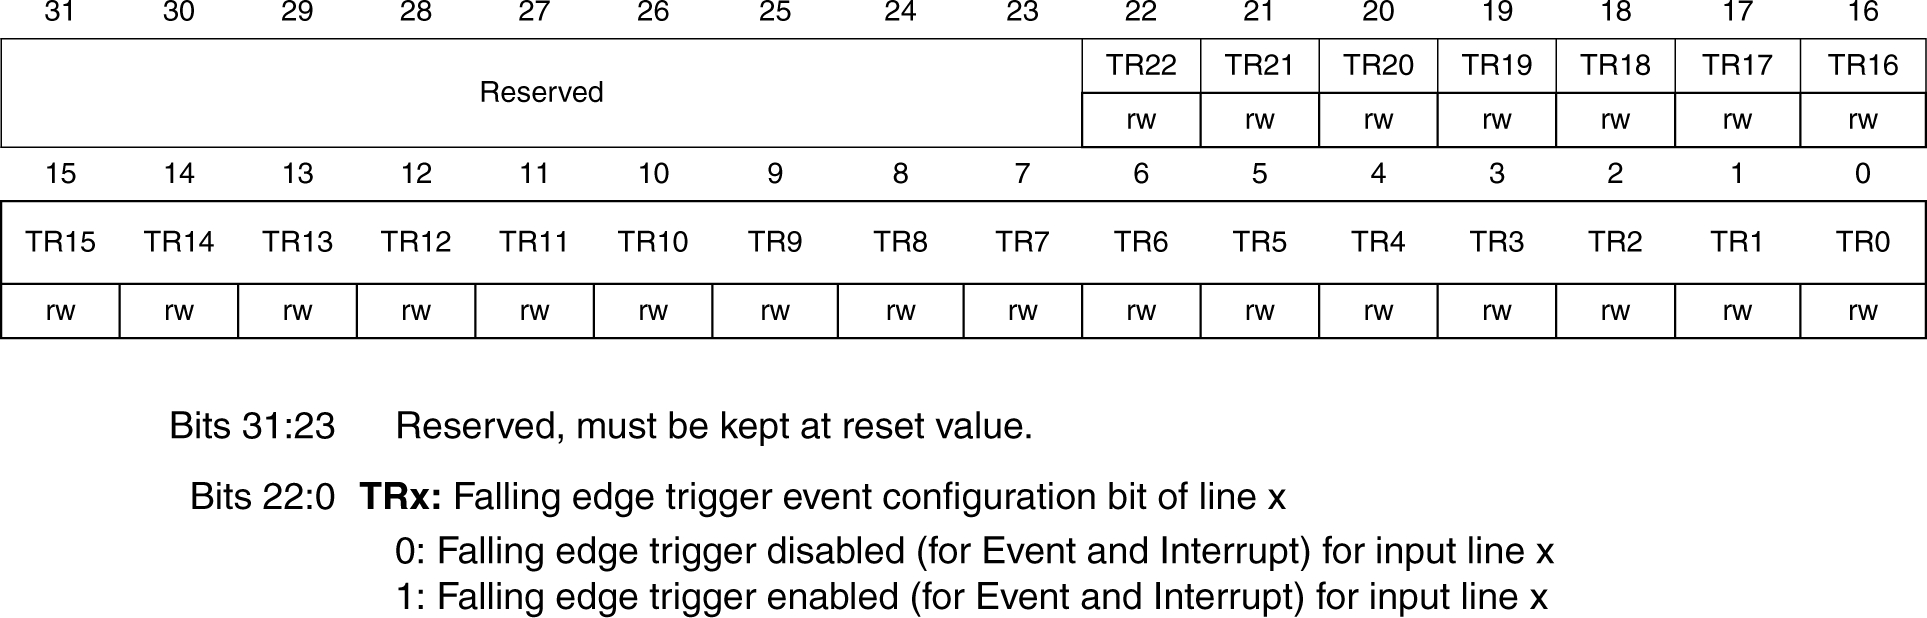 31 30 29 28 27 26 25 24 23 22 21 20 19 18 17 16
Reserved TR22 TR21 TR20 TR19 TR18 TR17 TR16
rw rw rw rw rw rw rw
15 14 13 12 11 10 9 8 7 6 5 4 3 2 1 0
TR15 TR14 TR13 TR12 TR11 TR10 TR9 TR8 TR7 TR6 TR5 TR4 TR3 TR2 TR1 TR0
rw rw rw rw rw rw rw rw rw rw rw rw rw rw rw rw
Bits 31:23 Reserved, must be kept at reset value.
Bits 22:0 TRx: Falling edge trigger event configuration bit of line x
0: Falling edge trigger disabled (for Event and Interrupt) for input line x
1: Falling edge trigger enabled (for Event and Interrupt) for input line x